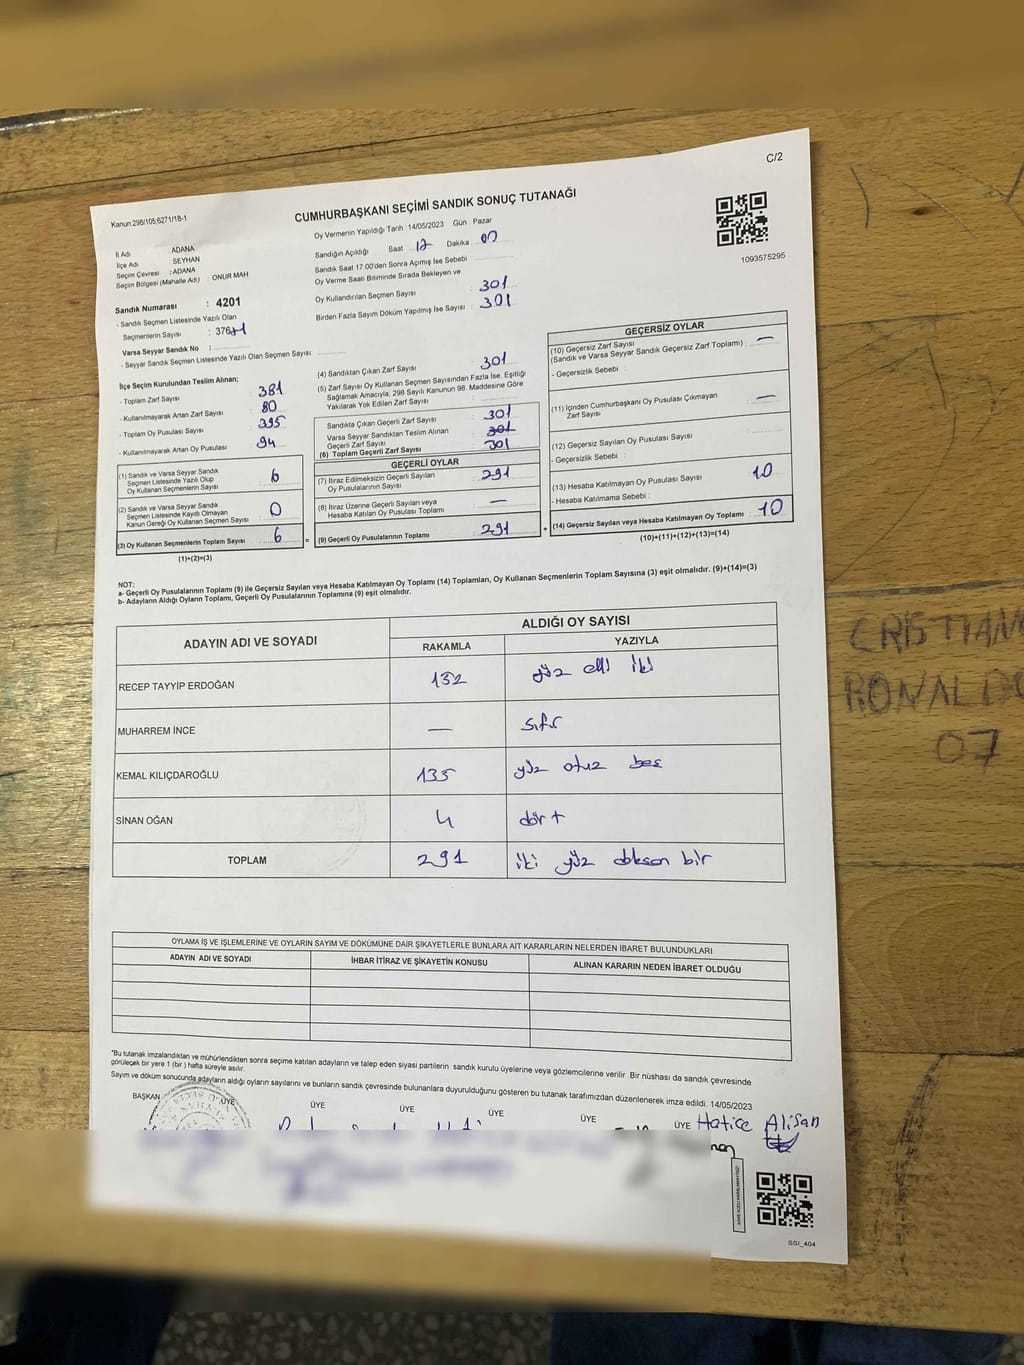 C/2
Kanun:298/105,6271/18-1
CUMHURBAŞKANI SEÇİMİ SANDIK SONUÇ TUTANAĞI
1093575295
İl Adı ADANA
İlçe Adı SEYHAN
Seçim Çevresi : ADANA
Seçim Bölgesi (Mahalle Adı) : ONUR MAH
Sandık Numarası : 4201
- Sandık Seçmen Listesinde Yazılı Olan
Seçmenlerin Sayısı : 376
Varsa Seyyar Sandık No :
- Seyyar Sandık Seçmen Listesinde Yazılı Olan Seçmen Sayısı:
Oy Vermenin Yapıldığı Tarih : 14/05/2023 Gün : Pazar
Sandığın Açıldığı Saat : 17 Dakika : 00
Sandık Saat 17.00'den Sonra Açılmış İse Sebebi :
Oy Verme Saati Bitiminde Sırada Bekleyen ve
Oy Kullandırılan Seçmen Sayısı : 301
Birden Fazla Sayım Döküm Yapılmış İse Sayısı : 301
İlçe Seçim Kurulundan Teslim Alınan;
- Toplam Zarf Sayısı : 381
- Kullanılmayarak Artan Zarf Sayısı : 80
- Toplam Oy Pusulası Sayısı : 395
- Kullanılmayarak Artan Oy Pusulası : 94
(1) Sandık ve Varsa Seyyar Sandık
Seçmen Listesinde Yazılı Olup
Oy Kullanan Seçmenlerin Sayısı : 6
(2) Sandık ve Varsa Seyyar Sandık
Seçmen Listesinde Kayıtlı Olmayan
Kanun Gereği Oy Kullanan Seçmen Sayısı : 0
(3) Oy Kullanan Seçmenlerin Toplam Sayısı : 6
(1)+(2)=(3)
(4) Sandıktan Çıkan Zarf Sayısı : 301
(5) Zarf Sayısı Oy Kullanan Seçmen Sayısından Fazla İse, Eşitliği
Sağlamak Amacıyla, 298 Sayılı Kanunun 98. Maddesine Göre
Yakılarak Yok Edilen Zarf Sayısı :
Sandıkta Çıkan Geçerli Zarf Sayısı : 301
Varsa Seyyar Sandıktan Teslim Alınan
Geçerli Zarf Sayısı : 301
(6) Toplam Geçerli Zarf Sayısı : 301
GEÇERLİ OYLAR
(7) İtiraz Edilmeksizin Geçerli Sayılan
Oy Pusulalarının Sayısı : 291
(8) İtiraz Üzerine Geçerli Sayılan veya
Hesaba Katılan Oy Pusulası Toplamı : —
(9) Geçerli Oy Pusulalarının Toplamı : 291
GEÇERSİZ OYLAR
(10) Geçersiz Zarf Sayısı
(Sandık ve Varsa Seyyar Sandık Geçersiz Zarf Toplamı) : —
- Geçersizlik Sebebi :
(11) İçinden Cumhurbaşkanı Oy Pusulası Çıkmayan
Zarf Sayısı : —
(12) Geçersiz Sayılan Oy Pusulası Sayısı :
- Geçersizlik Sebebi :
(13) Hesaba Katılmayan Oy Pusulası Sayısı : 10
- Hesaba Katılmama Sebebi :
(14) Geçersiz Sayılan veya Hesaba Katılmayan Oy Toplamı : 10
(10)+(11)+(12)+(13)=(14)
NOT:
a- Geçerli Oy Pusulalarının Toplamı (9) ile Geçersiz Sayılan veya Hesaba Katılmayan Oy Toplamı (14) Toplamları, Oy Kullanan Seçmenlerin Toplam Sayısına (3) eşit olmalıdır. (9)+(14)=(3)
b- Adayların Aldığı Oyların Toplamı, Geçerli Oy Pusulalarının Toplamına (9) eşit olmalıdır.
ADAYIN ADI VE SOYADI ALDIĞI OY SAYISI
RAKAMLA YAZIYLA
RECEP TAYYİP ERDOĞAN 152 yüz elli iki
MUHARREM İNCE — sıfır
KEMAL KILIÇDAROĞLU 135 yüz otuz beş
SİNAN OĞAN 4 dört
TOPLAM 291 iki yüz doksan bir
OYLAMA İŞ VE İŞLEMLERİNE VE OYLARIN SAYIM VE DÖKÜMÜNE DAİR ŞİKAYETLERLE BUNLARA AİT KARARLARIN NELERDEN İBARET BULUNDUKLARI
ADAYIN ADI VE SOYADI İHBAR İTİRAZ VE ŞİKAYETİN KONUSU ALINAN KARARIN NEDEN İBARET OLDUĞU
*Bu tutanak imzalandıktan ve mühürlendikten sonra seçime katılan adayların ve talep eden siyasi partilerin sandık kurulu üyelerine veya gözlemcilerine verilir. Bir nüshası da sandık çevresinde
görülecek bir yere 1 (bir) hafta süreyle asılır.
Sayım ve döküm sonucunda adayların aldığı oyların sayılarını ve bunların sandık çevresinde bulunanlara duyurulduğunu gösteren bu tutanak tarafımızdan düzenlenerek imza edildi. 14/05/2023
BAŞKAN ÜYE ÜYE ÜYE ÜYE ÜYE ÜYE Hatice Alişan
SSI_404
CRISTIANO
RONALDO
07